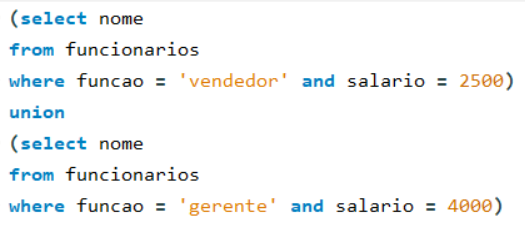 (select nome
from funcionarios
where funcao = 'vendedor' and salario = 2500)
union
(select nome
from funcionarios
where funcao = 'gerente' and salario = 4000)